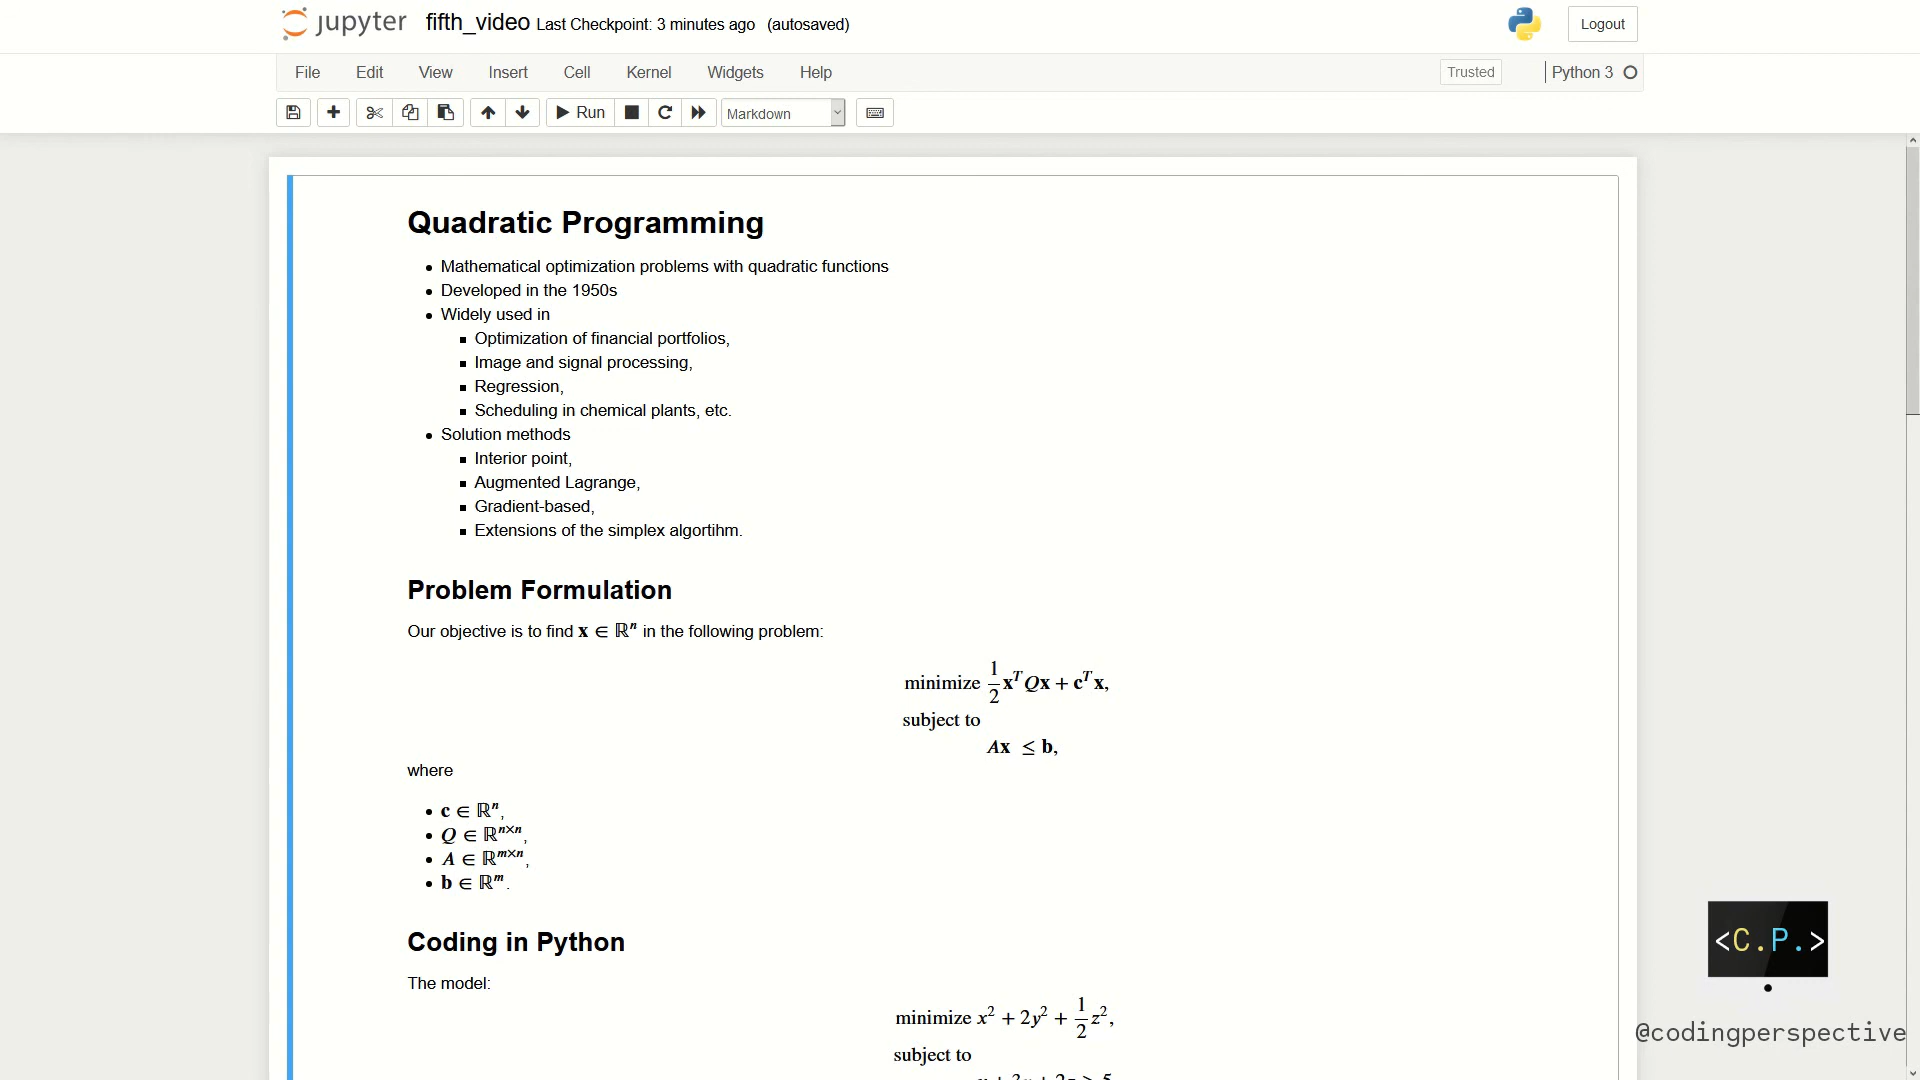 jupyter fifth_video Last Checkpoint: 3 minutes ago (autosaved) Logout
File Edit View Insert Cell Kernel Widgets Help Trusted Python 3
Run Markdown
Quadratic Programming
• Mathematical optimization problems with quadratic functions
• Developed in the 1950s
• Widely used in
▪ Optimization of financial portfolios,
▪ Image and signal processing,
▪ Regression,
▪ Scheduling in chemical plants, etc.
• Solution methods
▪ Interior point,
▪ Augmented Lagrange,
▪ Gradient-based,
▪ Extensions of the simplex algortihm.
Problem Formulation
Our objective is to find x ∈ ℝⁿ in the following problem:
minimize 1/2 xᵀQx + cᵀx,
subject to
Ax ≤ b,
where
• c ∈ ℝⁿ,
• Q ∈ ℝⁿˣⁿ,
• A ∈ ℝᵐˣⁿ,
• b ∈ ℝᵐ.
Coding in Python
The model:
minimize x² + 2y² + 1/2 z²,
subject to
<C.P.>
@codingperspective